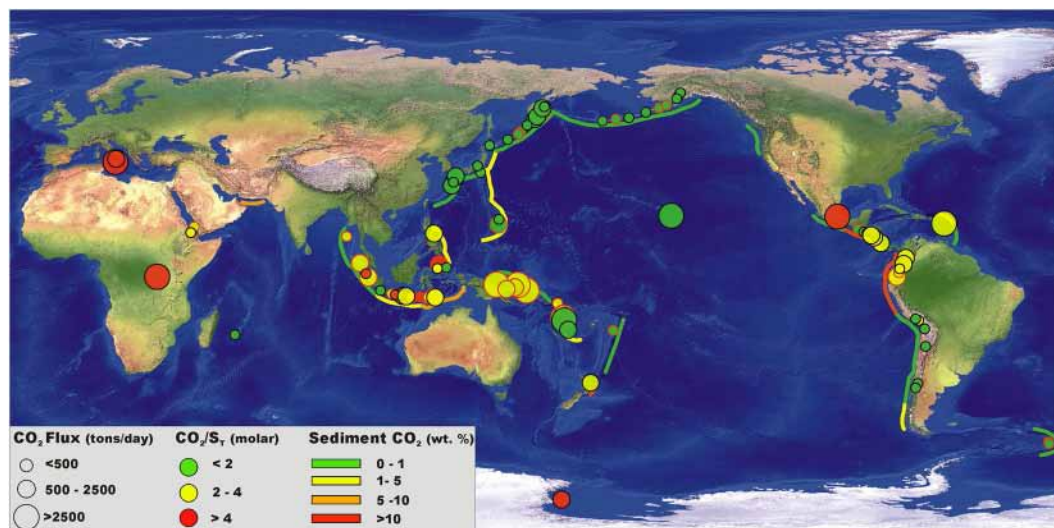 CO2 Flux (tons/day)
<500
500 - 2500
>2500
CO2/ST (molar)
< 2
2 - 4
> 4
Sediment CO2 (wt. %)
0 - 1
1- 5
5 -10
>10